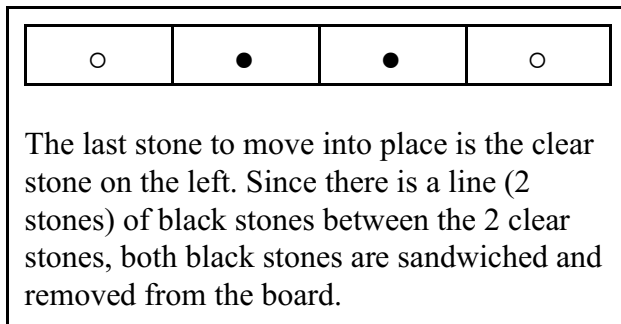 The last stone to move into place is the clear
stone on the left. Since there is a line (2
stones) of black stones between the 2 clear
stones, both black stones are sandwiched and
removed from the board.